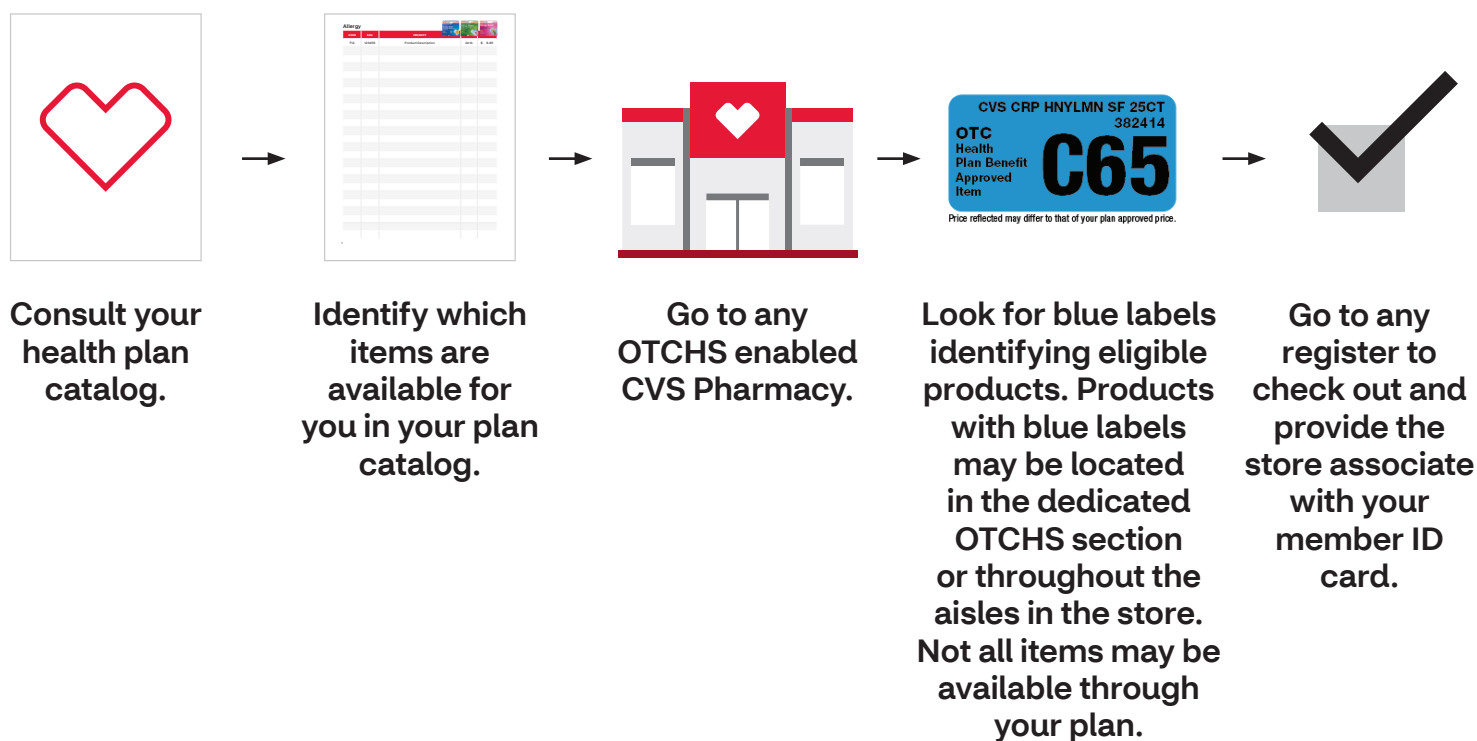 Allergy
Product Description
CVS CRP HNYLMN SF 25CT
382414
OTC
Health
Plan Benefit
Approved
Item
C65
Price reflected may differ to that of your plan approved price.
Consult your
health plan
catalog.
Identify which
items are
available for
you in your plan
catalog.
Go to any
OTCHS enabled
CVS Pharmacy.
Look for blue labels
identifying eligible
products. Products
with blue labels
may be located
in the dedicated
OTCHS section
or throughout the
aisles in the store.
Not all items may be
available through
your plan.
Go to any
register to
check out and
provide the
store associate
with your
member ID
card.